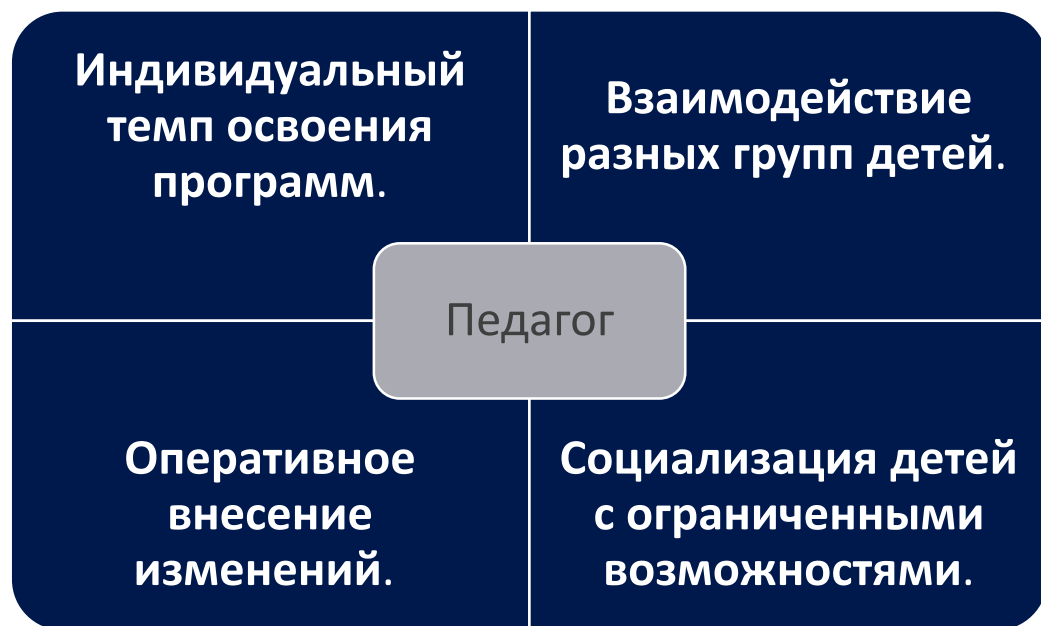 Индивидуальный
темп освоения
программ.
Взаимодействие
разных групп детей.
Педагог
Оперативное
внесение
изменений.
Социализация детей
с ограниченными
возможностями.